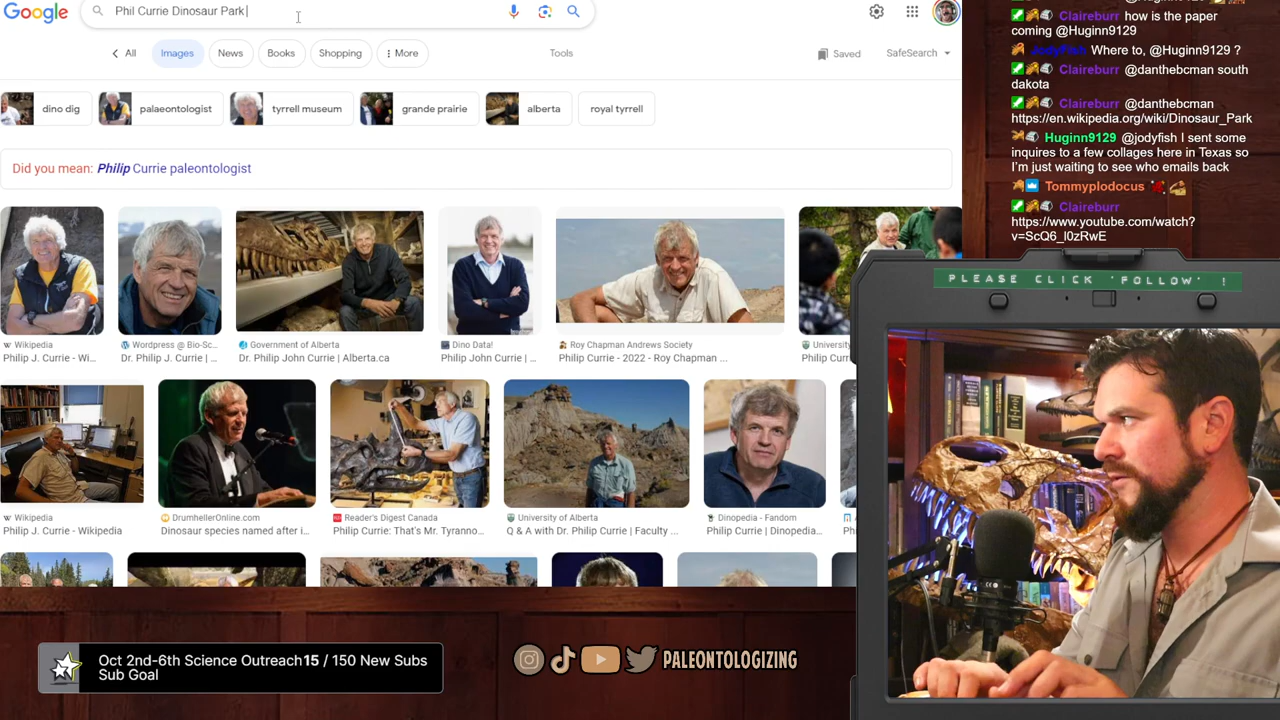 Google
Phil Currie Dinosaur Park
All
Images
News
Books
Shopping
More
Tools
Saved
SafeSearch
dino dig
palaeontologist
tyrrell museum
grande prairie
alberta
royal tyrrell
Did you mean: Philip Currie paleontologist
Wikipedia
Philip J. Currie - Wi...
Wordpress @ Bio-Sc...
Dr. Philip J. Currie | ...
Government of Alberta
Dr. Philip John Currie | Alberta.ca
Dino Data!
Philip John Currie | ...
Roy Chapman Andrews Society
Philip Currie - 2022 - Roy Chapman ...
University
Philip Curr
Wikipedia
Philip J. Currie - Wikipedia
DrumhellerOnline.com
Dinosaur species named after i...
Reader's Digest Canada
Philip Currie: That's Mr. Tyranno...
University of Alberta
Q & A with Dr. Philip Currie | Faculty ...
Dinopedia - Fandom
Philip Currie | Dinopedia...
Claireburr how is the paper
coming @Huginn9129
JodyFish Where to, @Huginn9129 ?
Claireburr @danthebcman south
dakota
Claireburr @danthebcman
https://en.wikipedia.org/wiki/Dinosaur_Park
Huginn9129 @jodyfish I sent some
inquires to a few collages here in Texas so
I'm just waiting to see who emails back
Tommyplodocus
Claireburr
https://www.youtube.com/watch?
v=ScQ6_l0zRwE
PLEASE CLICK 'FOLLOW' !
Oct 2nd-6th Science Outreach 15 / 150 New Subs
Sub Goal
PALEONTOLOGIZING